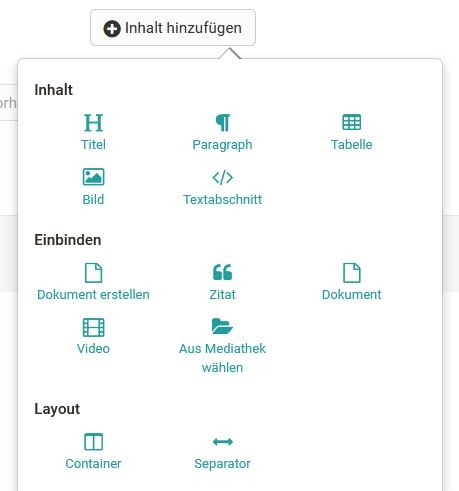 Inhalt hinzufügen
orh
Inhalt
Titel Paragraph Tabelle
Bild Textabschnitt
Einbinden
Dokument erstellen Zitat Dokument
Video Aus Mediathek
wählen
Layout
Container Separator